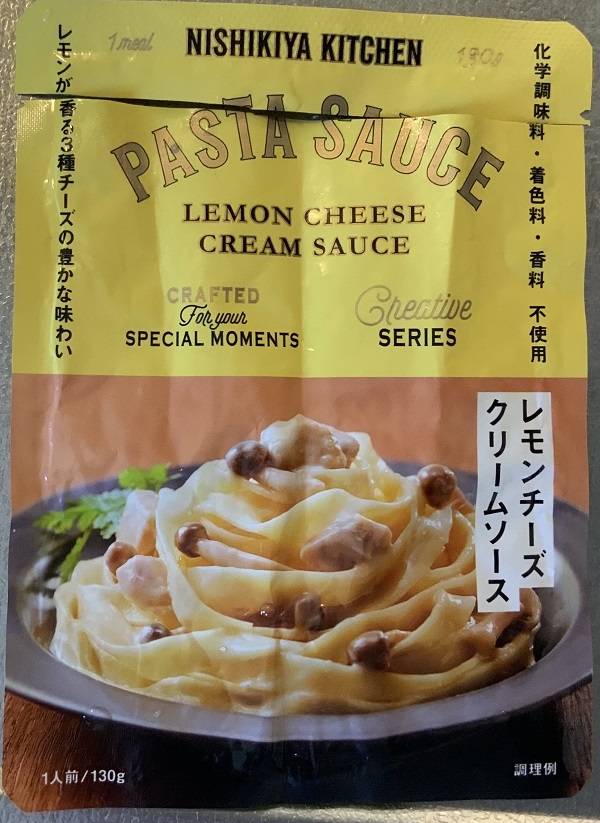 1 meal
NISHIKIYA KITCHEN
130g
PASTA SAUCE
LEMON CHEESE
CREAM SAUCE
CRAFTED
For your
SPECIAL MOMENTS
Creative
SERIES
化学調味料・着色料・香料 不使用
レモンが香る3種チーズの豊かな味わい
レモンチーズ
クリームソース
1人前/130g
調理例